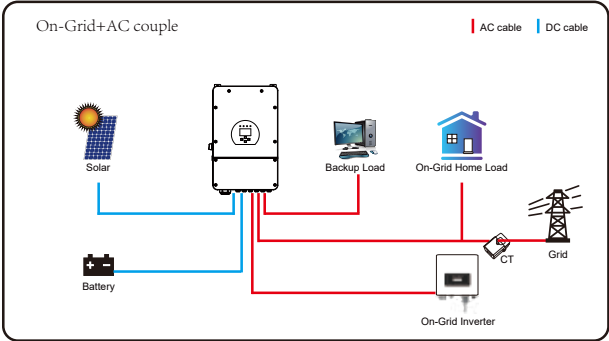 On-Grid+AC couple
AC cable
DC cable
Solar
Backup Load
On-Grid Home Load
CT
Grid
Battery
On-Grid Inverter